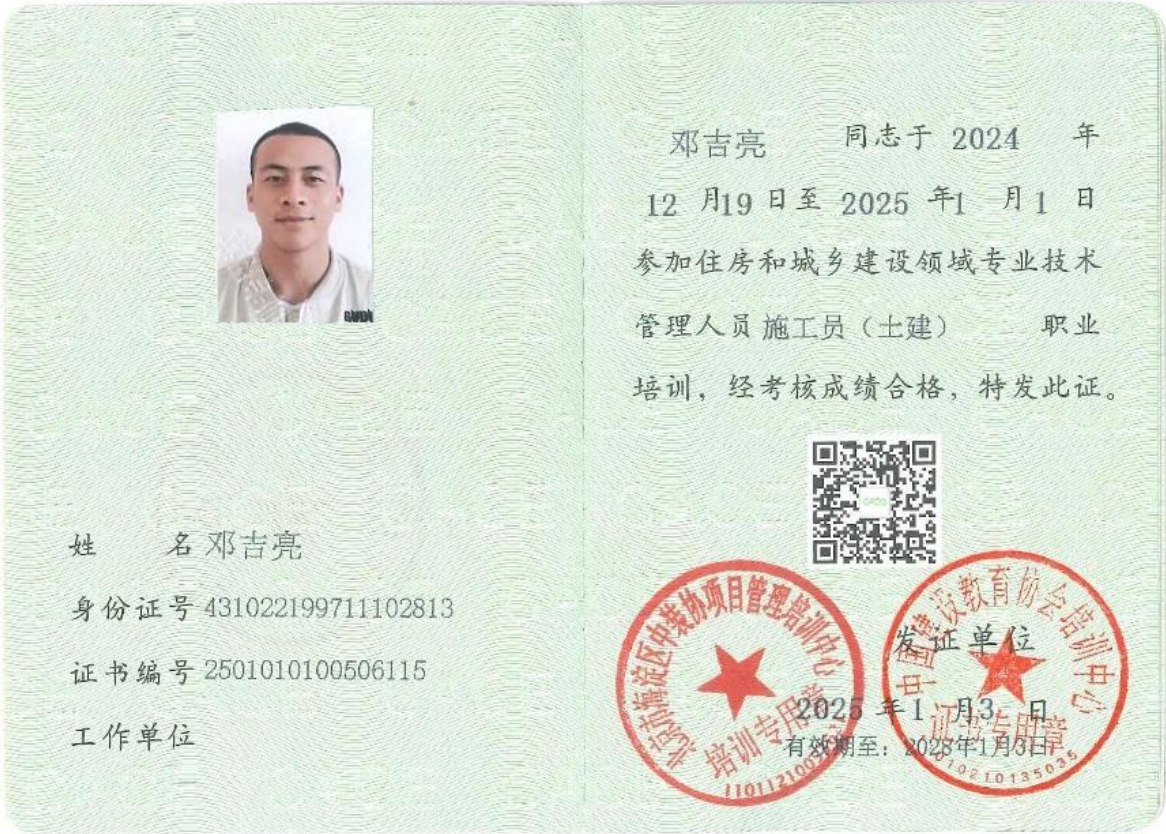 姓 名 邓吉亮
身份证号 431022199711102813
证书编号 2501010100506115
工作单位
邓吉亮 同志于 2024 年
12 月19 日至 2025 年1 月1 日
参加住房和城乡建设领域专业技术
管理人员 施工员（土建） 职业
培训，经考核成绩合格，特发此证。
北京市海淀区中装协项目管理培训中心
培训专用章
中国建设教育协会培训中心
证书专用章
发证单位
2025 年1 月3 日
有效期至：2028年1月3日